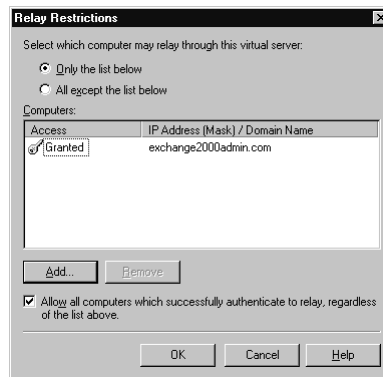 Relay Restrictions
Select which computer may relay through this virtual server:
Only the list below
All except the list below
Computers:
Access IP Address (Mask) / Domain Name
Granted exchange2000admin.com
Add... Remove
Allow all computers which successfully authenticate to relay, regardless
of the list above.
OK Cancel Help